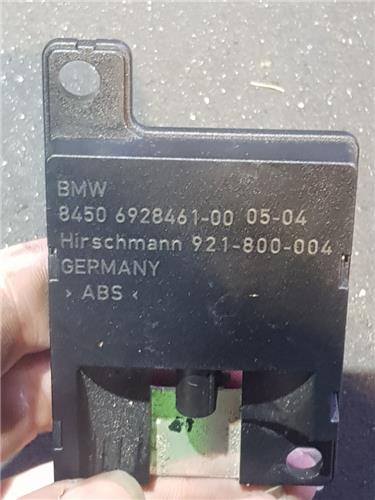 BMW
8450 6928461-00 05-04
Hirschmann 921-800-004
GERMANY
> ABS <